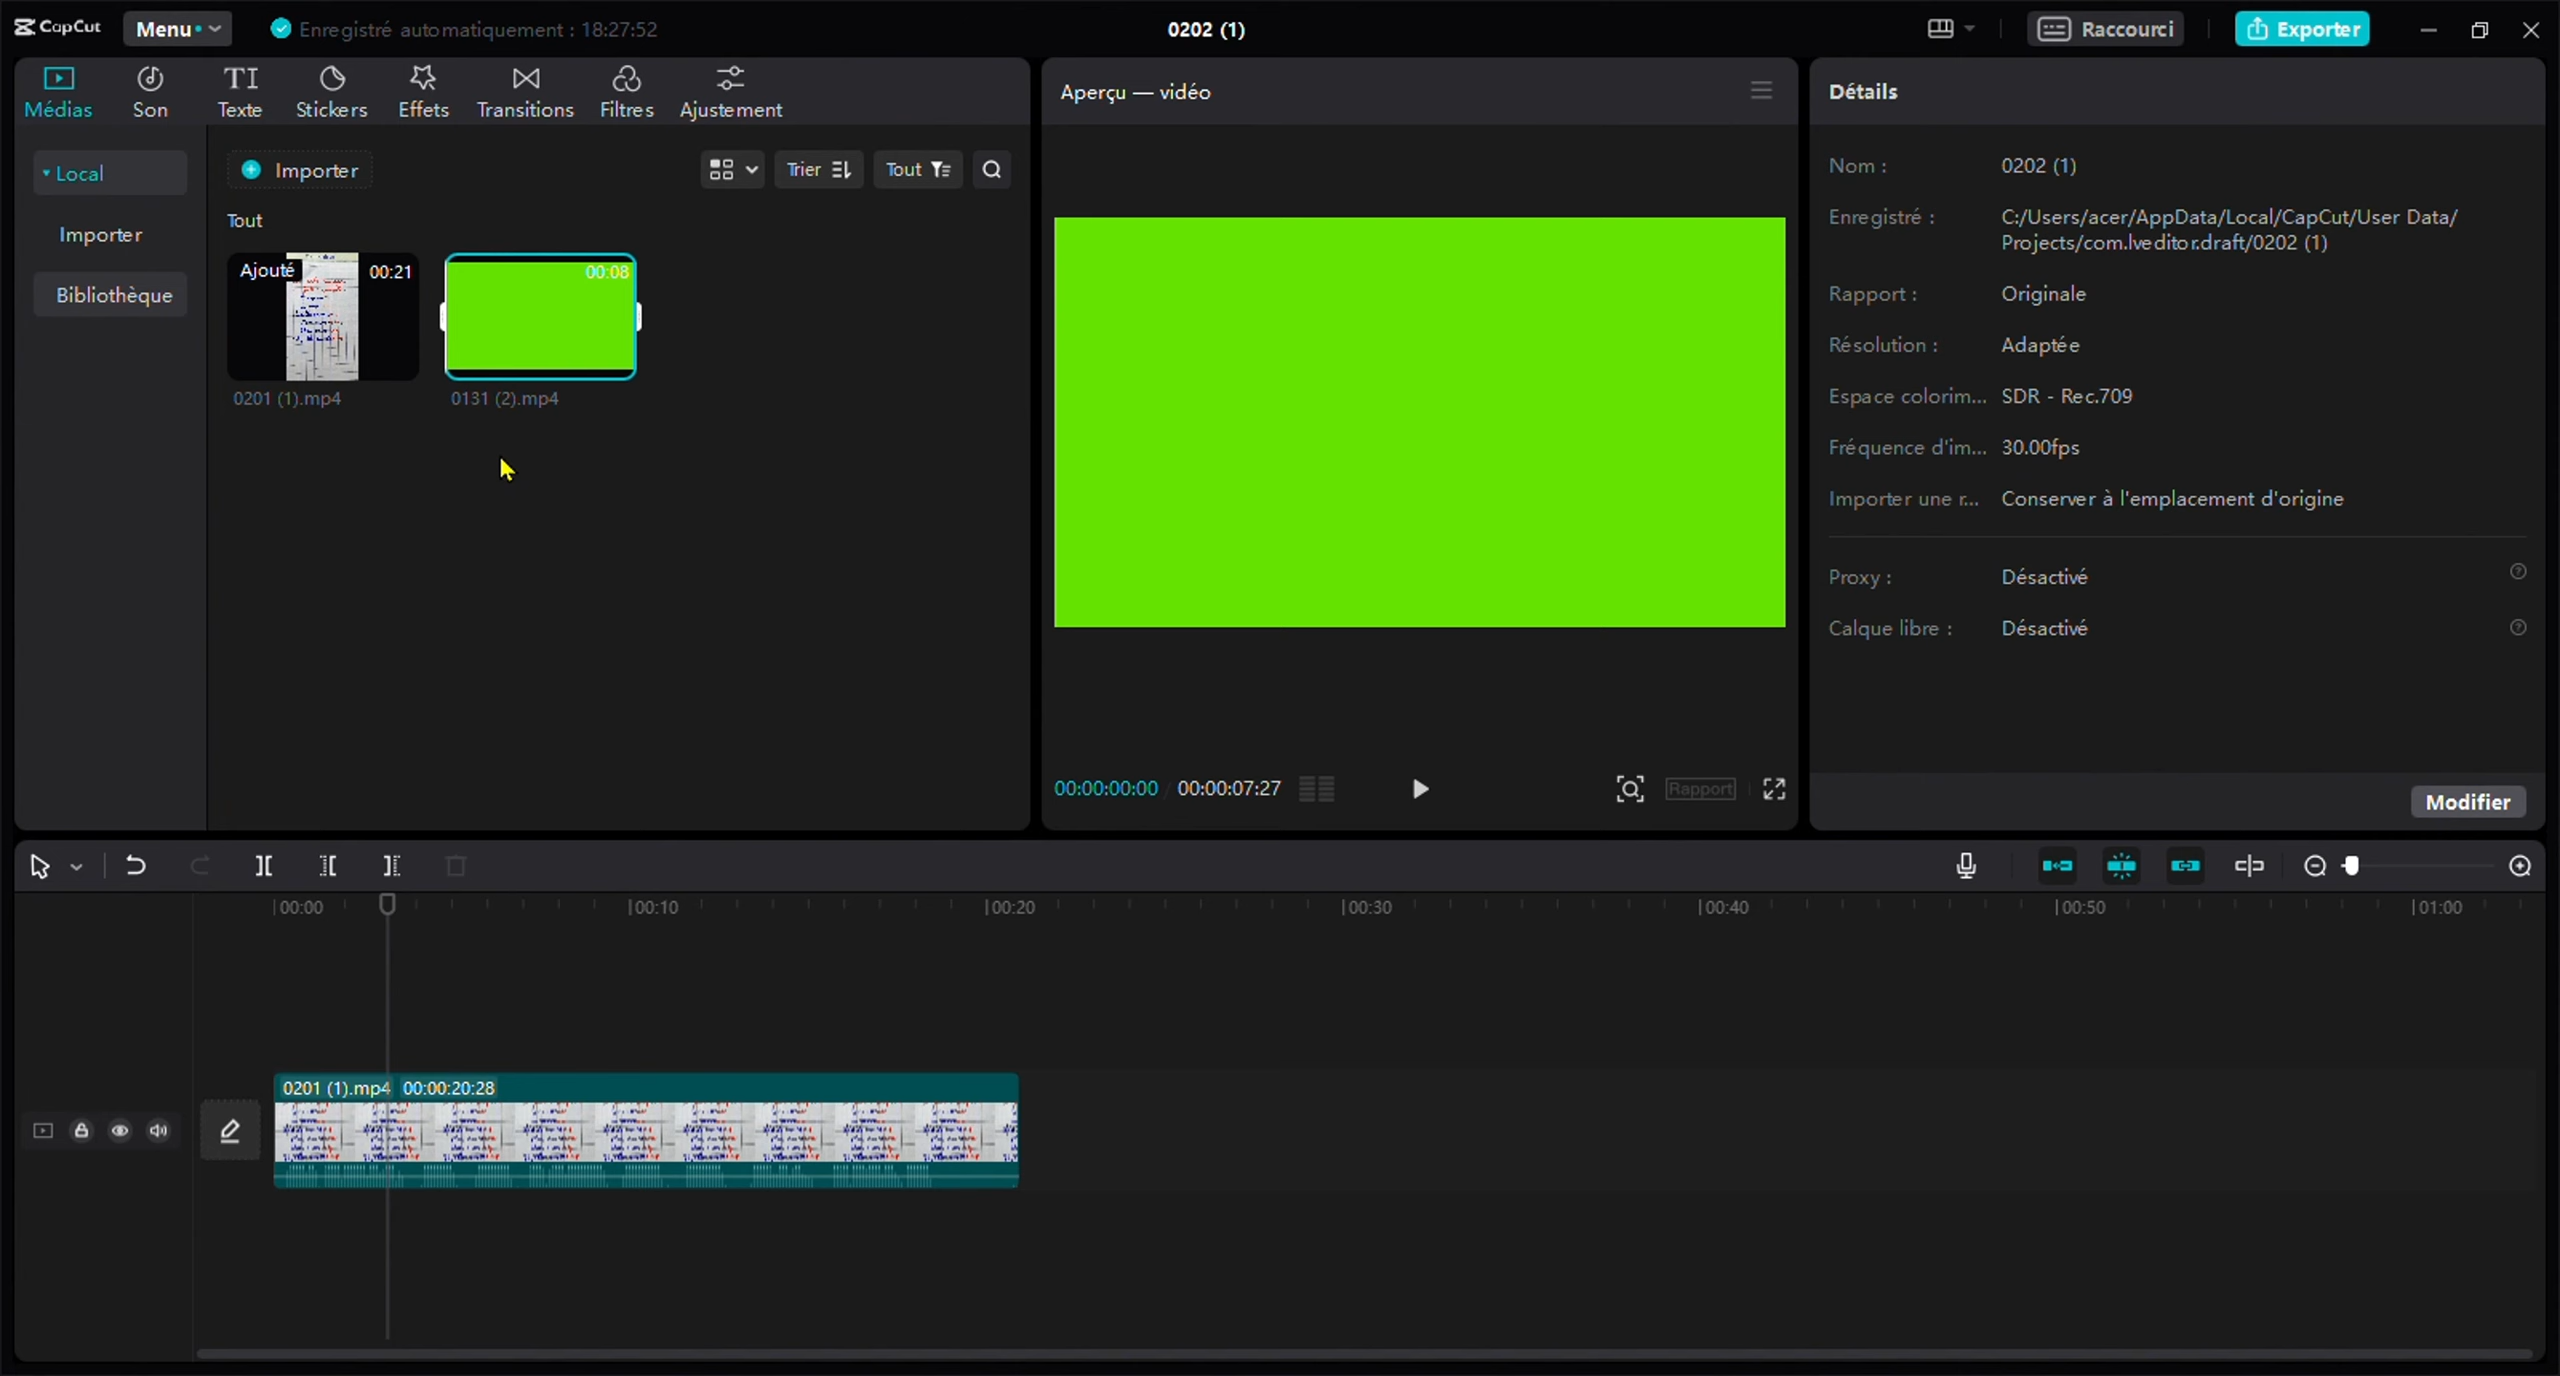 CapCut
Menu
Enregistré automatiquement : 18:27:52
0202 (1)
Raccourci
Exporter
Médias
Son
Texte
Stickers
Effets
Transitions
Filtres
Ajustement
Local
Importer
Bibliothèque
Importer
Trier
Tout
Tout
Ajouté
00:21
00:08
0201 (1).mp4
0131 (2).mp4
Aperçu — vidéo
00:00:00:00 / 00:00:07:27
Rapport
Détails
Nom : 0202 (1)
Enregistré : C:/Users/acer/AppData/Local/CapCut/User Data/
Projects/com.lveditor.draft/0202 (1)
Rapport : Originale
Résolution : Adaptée
Espace colorim... SDR - Rec.709
Fréquence d'im... 30.00fps
Importer une r... Conserver à l'emplacement d'origine
Proxy : Désactivé
Calque libre : Désactivé
Modifier
00:00 00:10 00:20 00:30 00:40 00:50 01:00
0201 (1).mp4 00:00:20:28